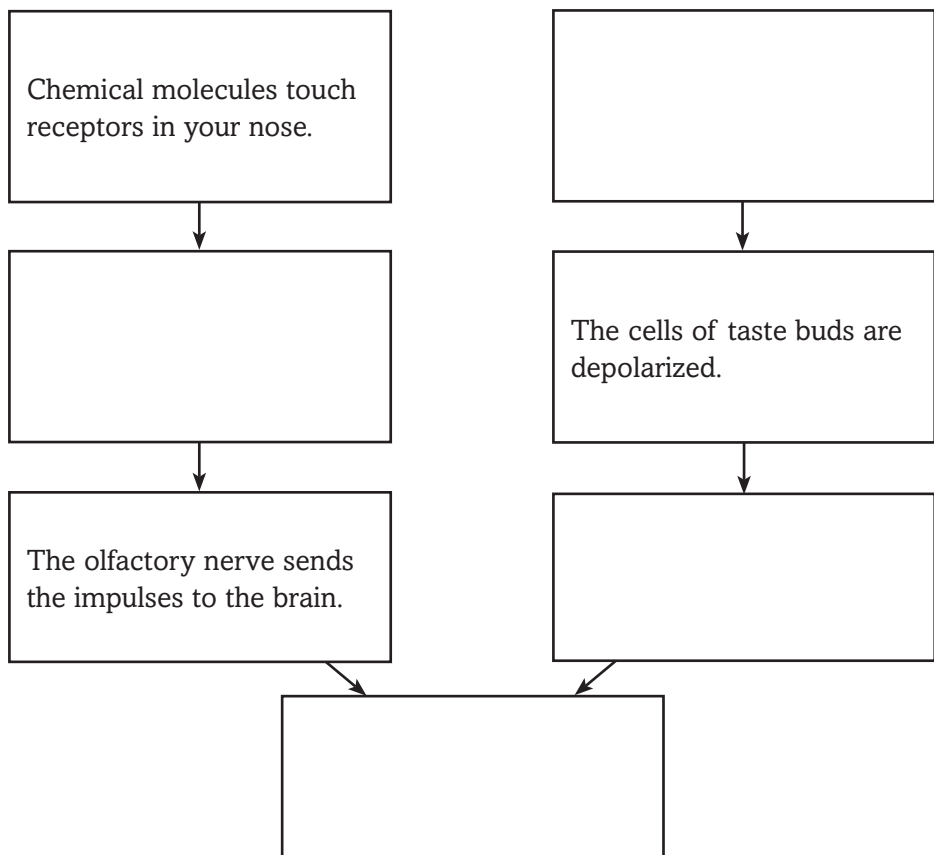 Chemical molecules touch
receptors in your nose.
The cells of taste buds are
depolarized.
The olfactory nerve sends
the impulses to the brain.